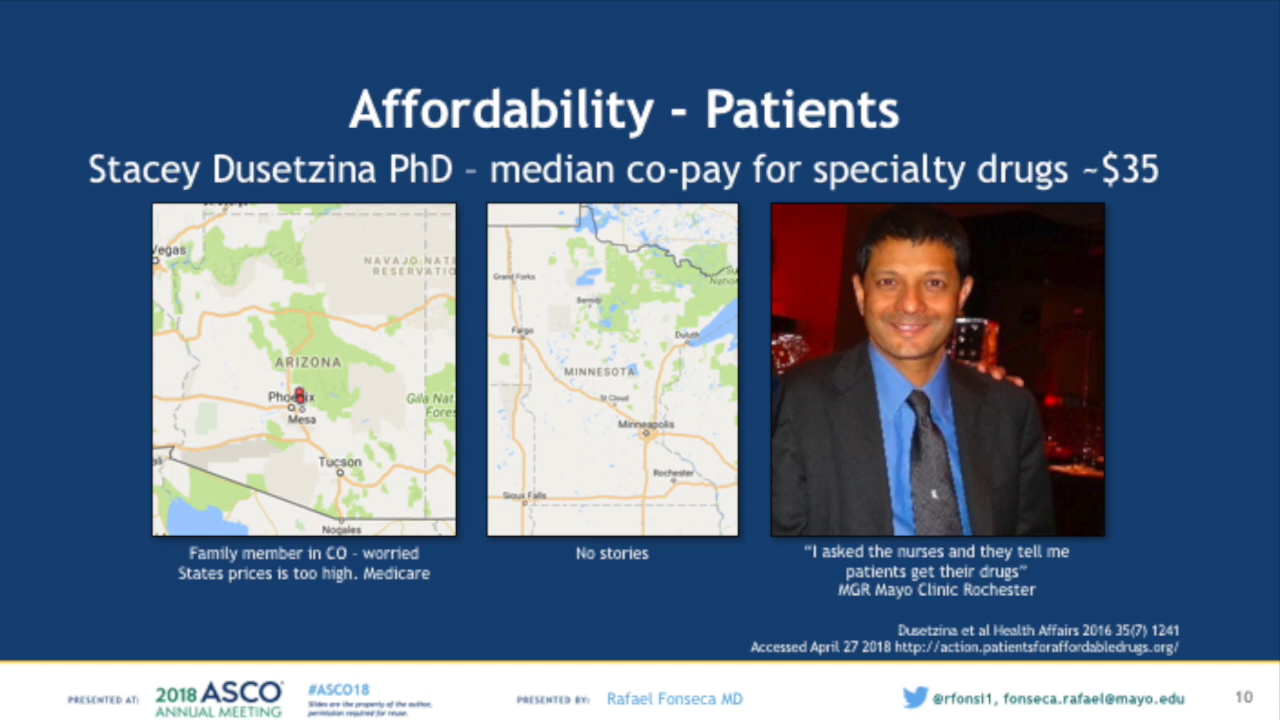 Affordability - Patients
Stacey Dusetzina PhD – median co-pay for specialty drugs ~$35
Vegas
NAVAJO NAT
RESERVATIO
ARIZONA
Phoenix
Mesa
Gila Nat
Fores
Tucson
Nogales
Grand Forks
Bemidji
Fargo
Duluth
MINNESOTA
St Cloud
Minneapolis
Rochester
Sioux Falls
Family member in CO – worried
States prices is too high. Medicare
No stories
“I asked the nurses and they tell me
patients get their drugs”
MGR Mayo Clinic Rochester
Dusetzina et al Health Affairs 2016 35(7) 1241
Accessed April 27 2018 http://action.patientsforaffordabledrugs.org/
PRESENTED AT:
2018 ASCO®
ANNUAL MEETING
#ASCO18
Slides are the property of the author,
permission required for reuse.
PRESENTED BY:
Rafael Fonseca MD
@rfonsi1, fonseca.rafael@mayo.edu
10